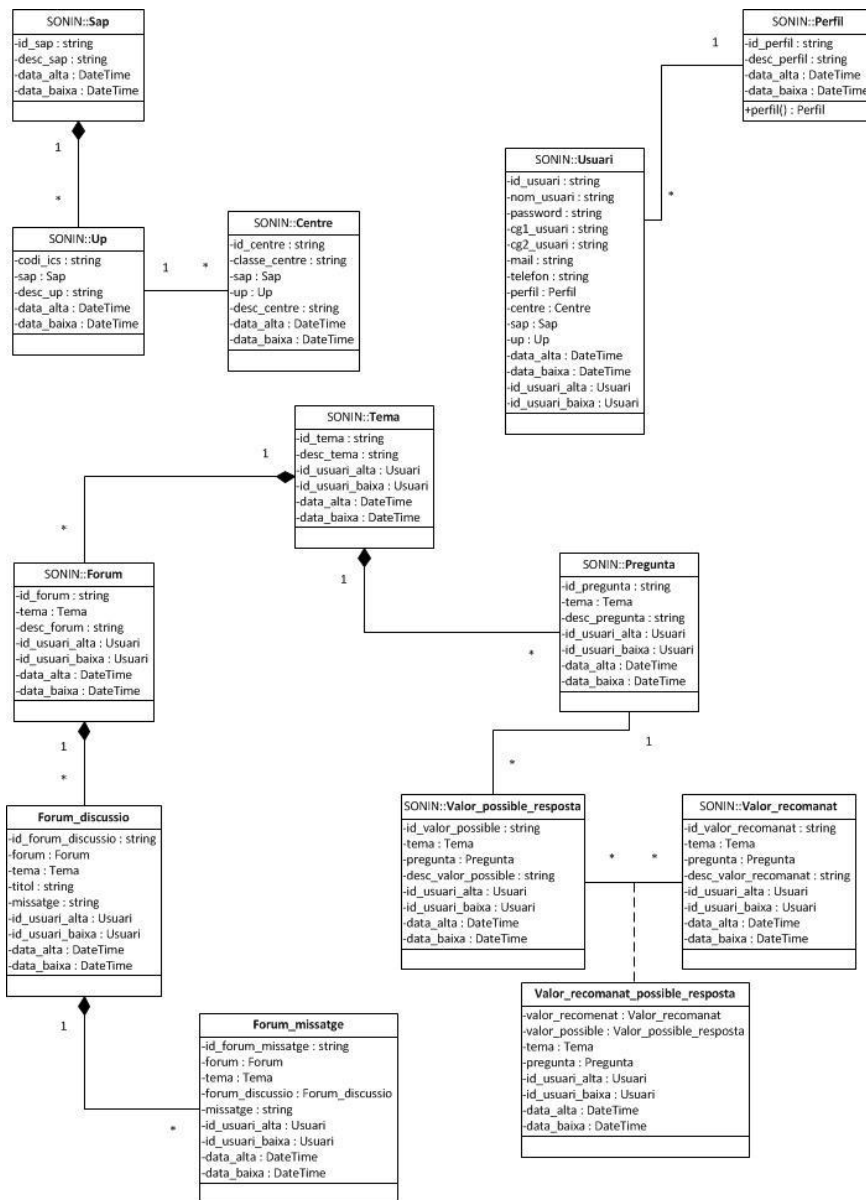 SONIN::Sap
-id_sap : string
-desc_sap : string
-data_alta : DateTime
-data_baixa : DateTime
1
*
SONIN::Up
-codi_ics : string
-sap : Sap
-desc_up : string
-data_alta : DateTime
-data_baixa : DateTime
1
*
SONIN::Centre
-id_centre : string
-classe_centre : string
-sap : Sap
-up : Up
-desc_centre : string
-data_alta : DateTime
-data_baixa : DateTime
SONIN::Perfil
-id_perfil : string
-desc_perfil : string
-data_alta : DateTime
-data_baixa : DateTime
+perfil() : Perfil
1
*
SONIN::Usuari
-id_usuari : string
-nom_usuari : string
-password : string
-cg1_usuari : string
-cg2_usuari : string
-mail : string
-telefon : string
-perfil : Perfil
-centre : Centre
-sap : Sap
-up : Up
-data_alta : DateTime
-data_baixa : DateTime
-id_usuari_alta : Usuari
-id_usuari_baixa : Usuari
SONIN::Tema
-id_tema : string
-desc_tema : string
-id_usuari_alta : Usuari
-id_usuari_baixa : Usuari
-data_alta : DateTime
-data_baixa : DateTime
1
*
1
*
SONIN::Forum
-id_forum : string
-tema : Tema
-desc_forum : string
-id_usuari_alta : Usuari
-id_usuari_baixa : Usuari
-data_alta : DateTime
-data_baixa : DateTime
1
*
SONIN::Pregunta
-id_pregunta : string
-tema : Tema
-desc_pregunta : string
-id_usuari_alta : Usuari
-id_usuari_baixa : Usuari
-data_alta : DateTime
-data_baixa : DateTime
1
*
Forum_discussio
-id_forum_discussio : string
-forum : Forum
-tema : Tema
-titol : string
-missatge : string
-id_usuari_alta : Usuari
-id_usuari_baixa : Usuari
-data_alta : DateTime
-data_baixa : DateTime
1
*
SONIN::Valor_possible_resposta
-id_valor_possible : string
-tema : Tema
-pregunta : Pregunta
-desc_valor_possible : string
-id_usuari_alta : Usuari
-id_usuari_baixa : Usuari
-data_alta : DateTime
-data_baixa : DateTime
*
*
SONIN::Valor_recomanat
-id_valor_recomanat : string
-tema : Tema
-pregunta : Pregunta
-desc_valor_recomanat : string
-id_usuari_alta : Usuari
-id_usuari_baixa : Usuari
-data_alta : DateTime
-data_baixa : DateTime
Forum_missatge
-id_forum_missatge : string
-forum : Forum
-tema : Tema
-forum_discussio : Forum_discussio
-missatge : string
-id_usuari_alta : Usuari
-id_usuari_baixa : Usuari
-data_alta : DateTime
-data_baixa : DateTime
Valor_recomanat_possible_resposta
-valor_recomenat : Valor_recomanat
-valor_possible : Valor_possible_resposta
-tema : Tema
-pregunta : Pregunta
-id_usuari_alta : Usuari
-id_usuari_baixa : Usuari
-data_alta : DateTime
-data_baixa : DateTime